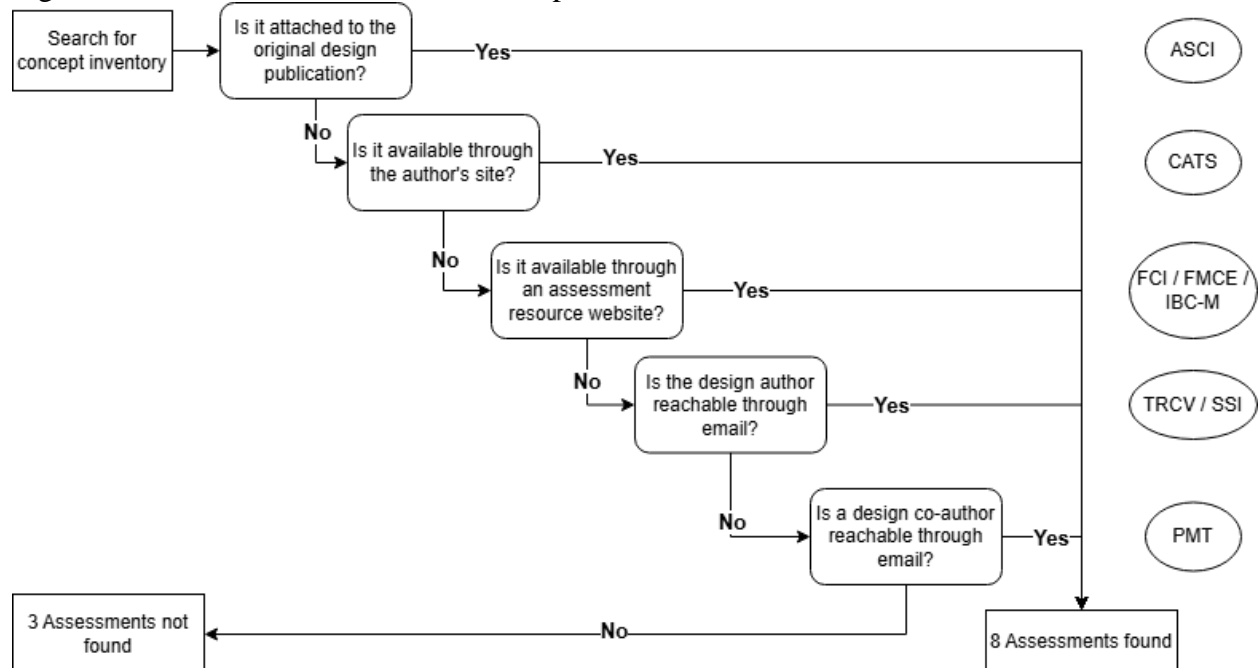 Search for
concept inventory
Is it attached to the
original design
publication?
Yes
ASCI
No
Is it available through
the author's site?
Yes
CATS
No
Is it available through
an assessment
resource website?
Yes
FCI / FMCE /
IBC-M
No
Is the design author
reachable through
email?
Yes
TRCV / SSI
No
Is a design co-author
reachable through
email?
Yes
PMT
3 Assessments not
found
No
8 Assessments found